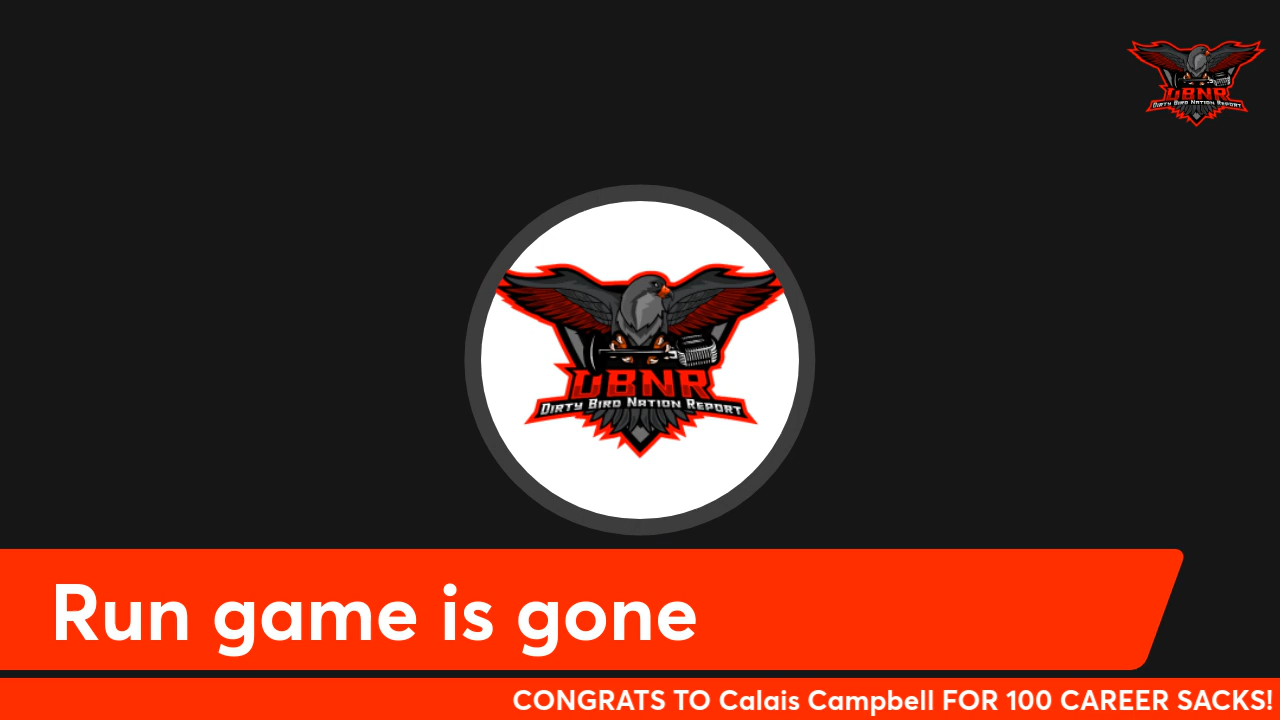 DBNR
DIRTY BIRD NATION REPORT
DBNR
DIRTY BIRD NATION REPORT
Run game is gone
CONGRATS TO Calais Campbell FOR 100 CAREER SACKS!